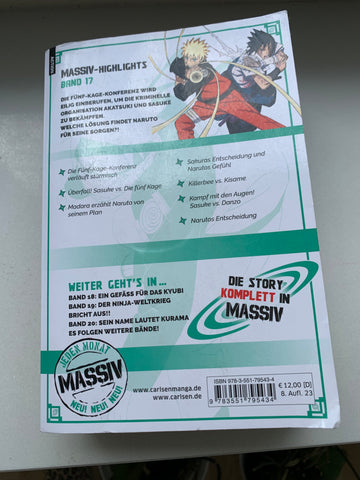 MASSIV-HIGHLIGHTS
BAND 17
DIE FÜNF-KAGE-KONFERENZ WIRD
EILIG EINBERUFEN, UM DIE KRIMINELLE
ORGANISATION AKATSUKI UND SASUKE
ZU BEKÄMPFEN.
WELCHE LÖSUNG FINDET NARUTO
FÜR SEINE SORGEN?!
Die Fünf-Kage-Konferenz
verläuft stürmisch
Überfall! Sasuke vs. Die fünf Kage
Madara erzählt Naruto von
seinem Plan
Sakuras Entscheidung und
Narutos Gefühl
Killerbee vs. Kisame
Kampf mit den Augen!
Sasuke vs. Danzo
Narutos Entscheidung
WEITER GEHT'S IN ...
BAND 18: EIN GEFÄSS FÜR DAS KYUBI
BAND 19: DER NINJA-WELTKRIEG
BRICHT AUS!!
BAND 20: SEIN NAME LAUTET KURAMA
ES FOLGEN WEITERE BÄNDE!
DIE STORY
KOMPLETT IN
MASSIV
JEDEN MONAT
MASSIV
NEU! NEU! NEU!
www.carlsenmanga.de
www.carlsen.de
ISBN 978-3-551-79543-4
9 783551 795434
€ 12,00 [D]
8. Aufl. 23